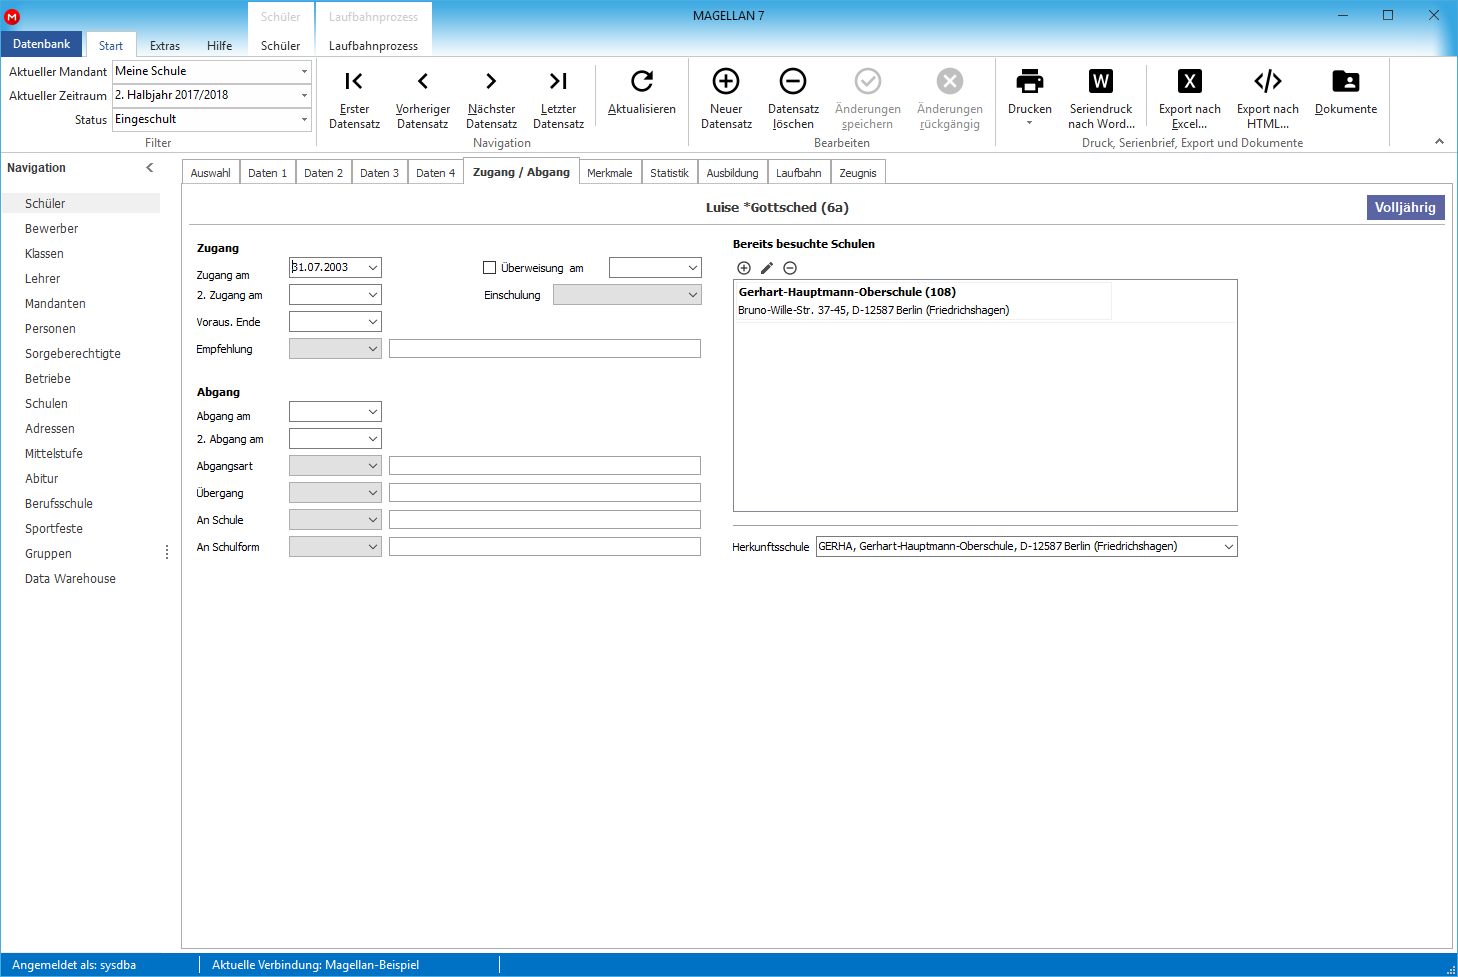 M
MAGELLAN 7
Schüler
Laufbahnprozess
Datenbank
Start
Extras
Hilfe
Schüler
Laufbahnprozess
Aktueller Mandant
Meine Schule
Aktueller Zeitraum
2. Halbjahr 2017/2018
Status
Eingeschult
Filter
Erster
Datensatz
Vorheriger
Datensatz
Nächster
Datensatz
Letzter
Datensatz
Aktualisieren
Navigation
Neuer
Datensatz
Datensatz
löschen
Änderungen
speichern
Änderungen
rückgängig
Bearbeiten
Drucken
W
Seriendruck
nach Word...
X
Export nach
Excel...
Export nach
HTML...
Dokumente
Druck, Serienbrief, Export und Dokumente
Navigation
Schüler
Bewerber
Klassen
Lehrer
Mandanten
Personen
Sorgeberechtigte
Betriebe
Schulen
Adressen
Mittelstufe
Abitur
Berufsschule
Sportfeste
Gruppen
Data Warehouse
Auswahl
Daten 1
Daten 2
Daten 3
Daten 4
Zugang / Abgang
Merkmale
Statistik
Ausbildung
Laufbahn
Zeugnis
Luise *Gottsched (6a)
Volljährig
Zugang
Zugang am
31.07.2003
Überweisung am
2. Zugang am
Einschulung
Voraus. Ende
Empfehlung
Abgang
Abgang am
2. Abgang am
Abgangsart
Übergang
An Schule
An Schulform
Bereits besuchte Schulen
Gerhart-Hauptmann-Oberschule (108)
Bruno-Wille-Str. 37-45, D-12587 Berlin (Friedrichshagen)
Herkunftsschule
GERHA, Gerhart-Hauptmann-Oberschule, D-12587 Berlin (Friedrichshagen)
Angemeldet als: sysdba
Aktuelle Verbindung: Magellan-Beispiel